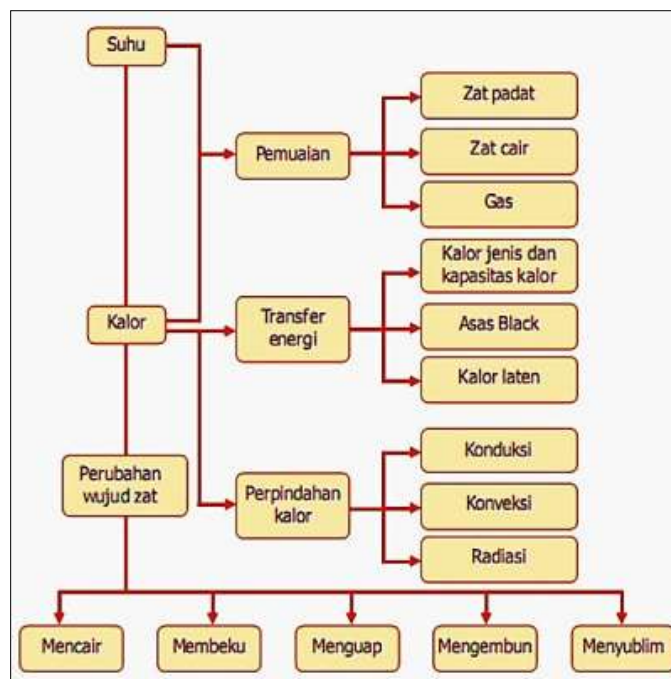 Suhu
Pemuaian
Zat padat
Zat cair
Gas
Kalor
Transfer
energi
Kalor jenis dan
kapasitas kalor
Asas Black
Kalor laten
Perubahan
wujud zat
Perpindahan
kalor
Konduksi
Konveksi
Radiasi
Mencair
Membeku
Menguap
Mengembun
Menyublim